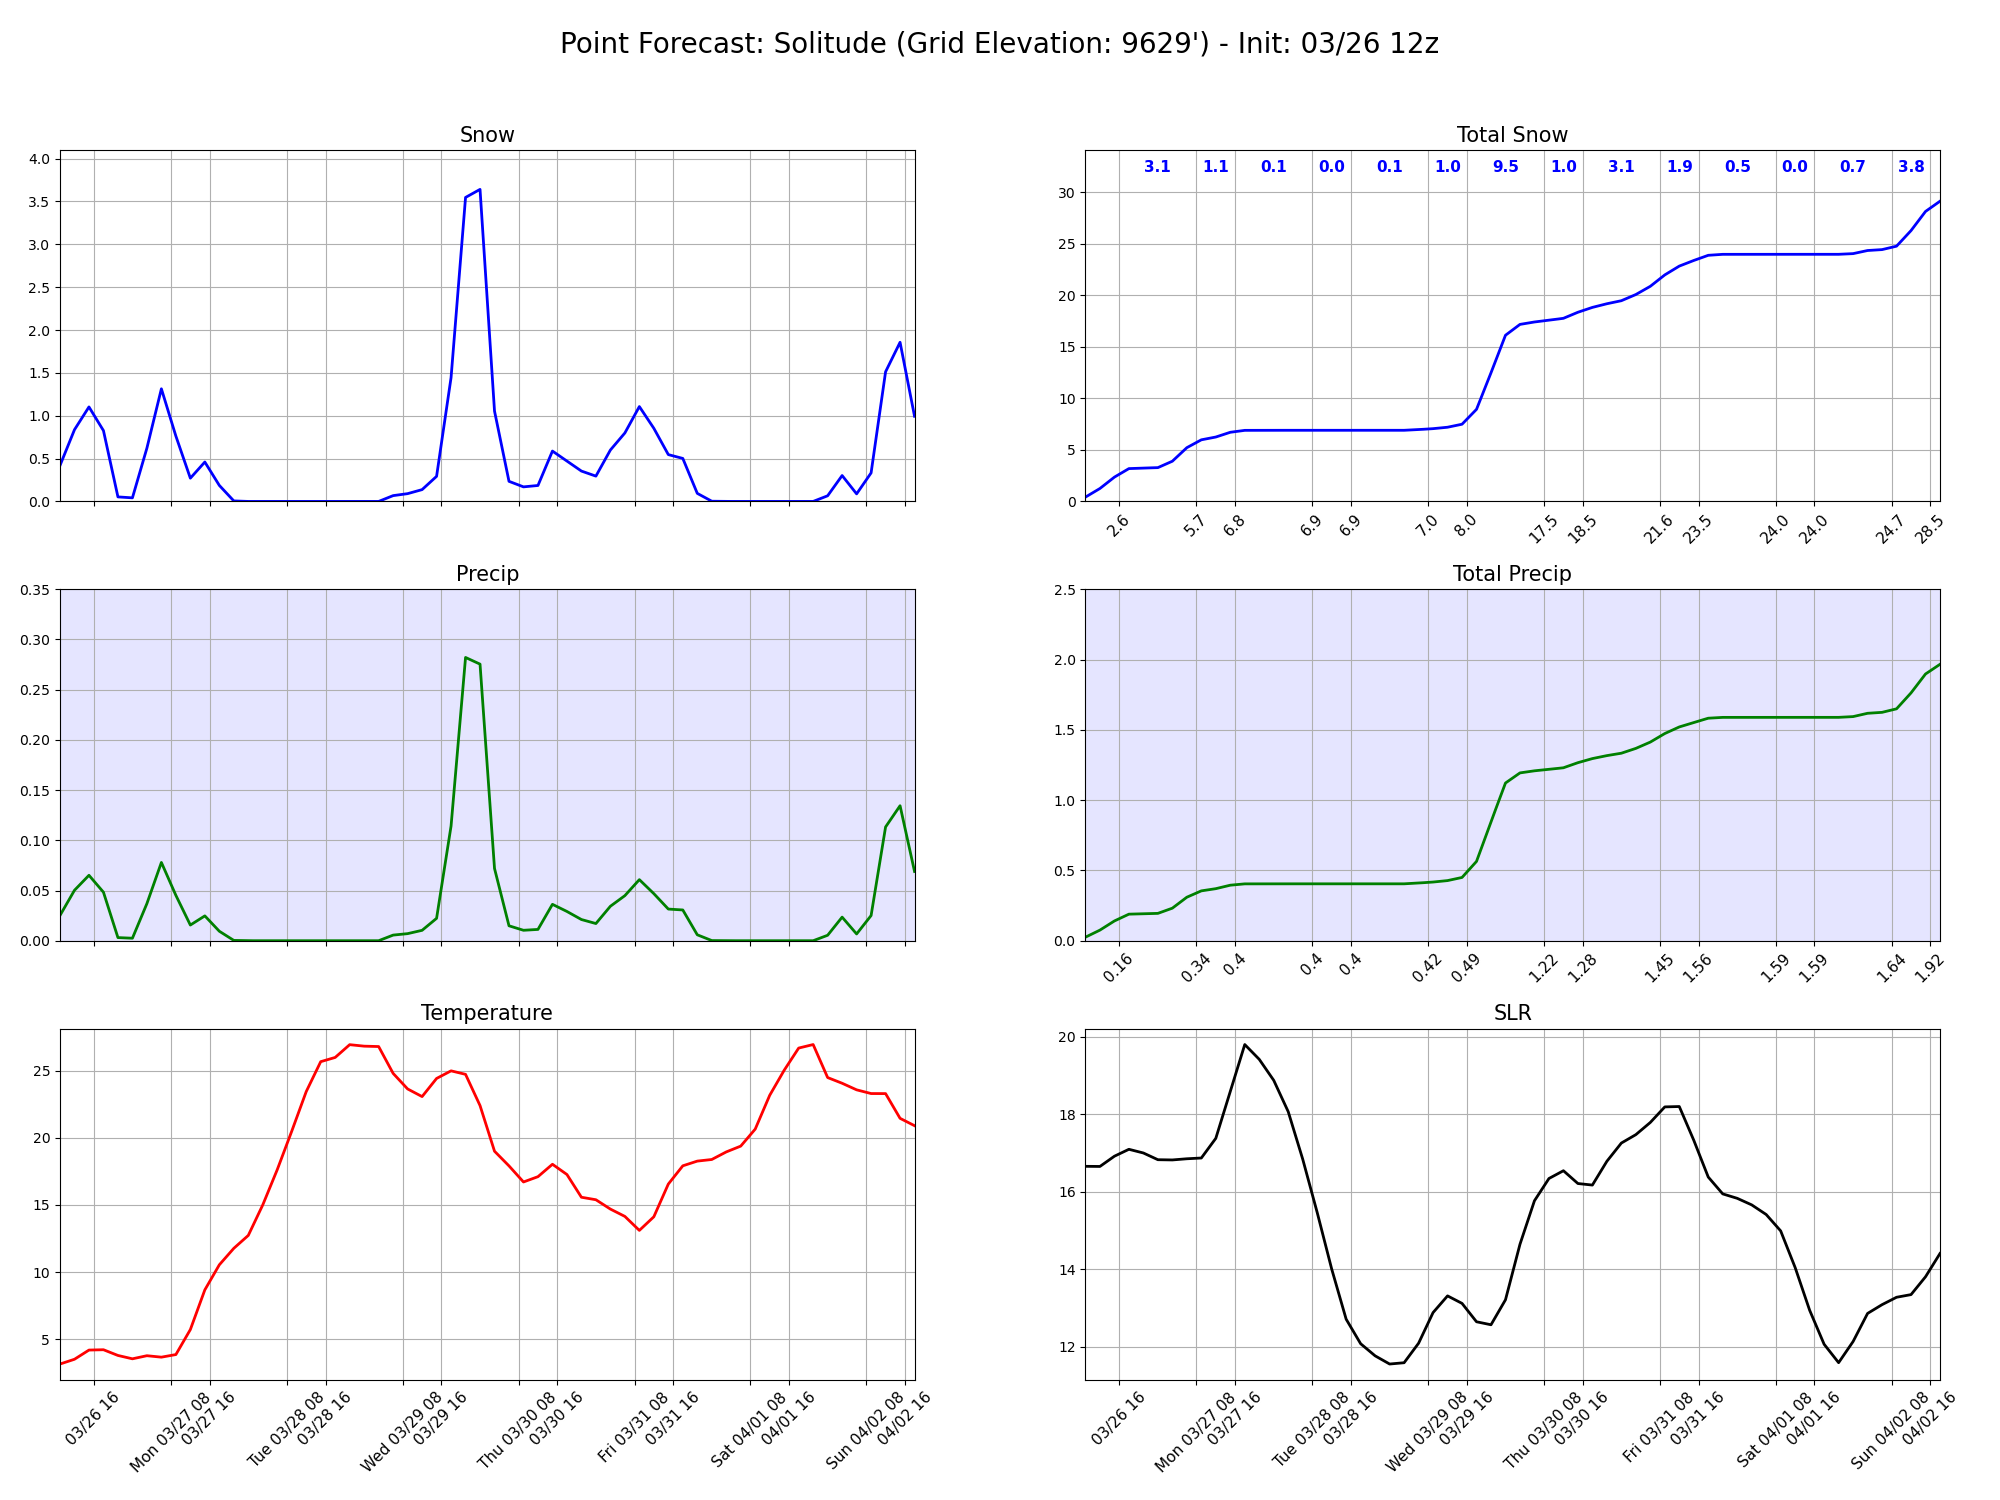 Point Forecast: Solitude (Grid Elevation: 9629') - Init: 03/26 12z
Snow
4.0
3.5
3.0
2.5
2.0
1.5
1.0
0.5
0.0
Total Snow
3.1 1.1 0.1 0.0 0.1 1.0 9.5 1.0 3.1 1.9 0.5 0.0 0.7 3.8
30
25
20
15
10
5
0
2.6 5.7 6.8 6.9 6.9 7.0 8.0 17.5 18.5 21.6 23.5 24.0 24.0 24.7 28.5
Precip
0.35
0.30
0.25
0.20
0.15
0.10
0.05
0.00
Total Precip
2.5
2.0
1.5
1.0
0.5
0.0
0.16 0.34 0.4 0.4 0.4 0.42 0.49 1.22 1.28 1.45 1.56 1.59 1.59 1.64 1.92
Temperature
25
20
15
10
5
03/26 16
Mon 03/27 08
03/27 16
Tue 03/28 08
03/28 16
Wed 03/29 08
03/29 16
Thu 03/30 08
03/30 16
Fri 03/31 08
03/31 16
Sat 04/01 08
04/01 16
Sun 04/02 08
04/02 16
SLR
20
18
16
14
12
03/26 16
Mon 03/27 08
03/27 16
Tue 03/28 08
03/28 16
Wed 03/29 08
03/29 16
Thu 03/30 08
03/30 16
Fri 03/31 08
03/31 16
Sat 04/01 08
04/01 16
Sun 04/02 08
04/02 16